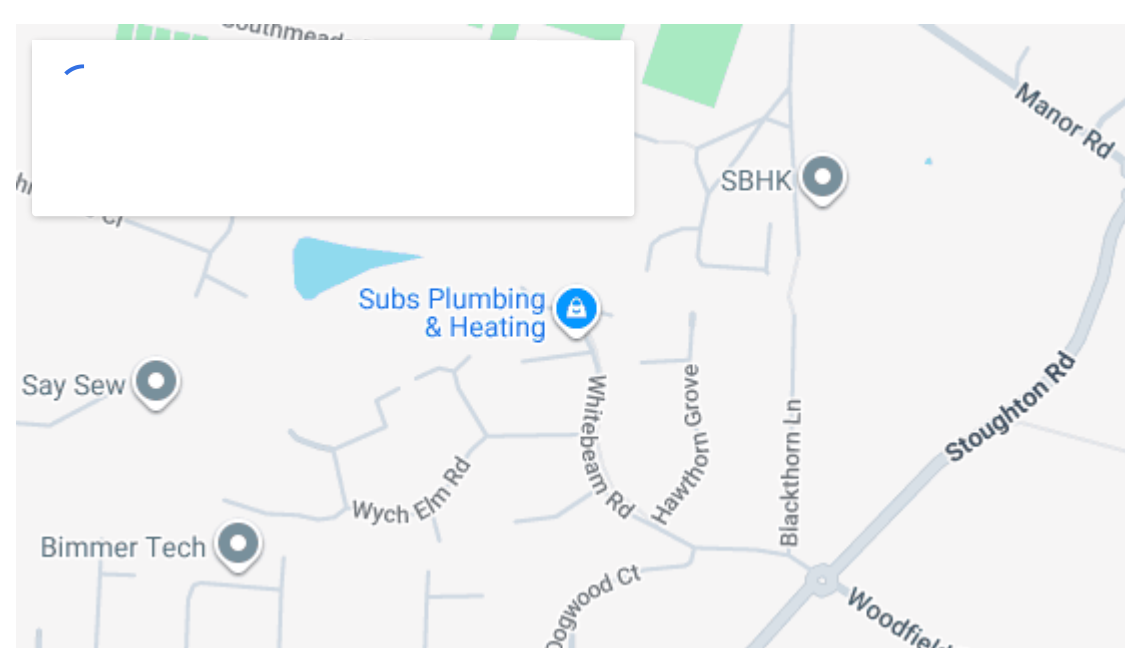 Manor Rd
SBHK
Subs Plumbing
& Heating
Say Sew
Whitebeam Rd
Hawthorn Grove
Blackthorn Ln
Stoughton Rd
Wych Elm Rd
Bimmer Tech
Dogwood Ct